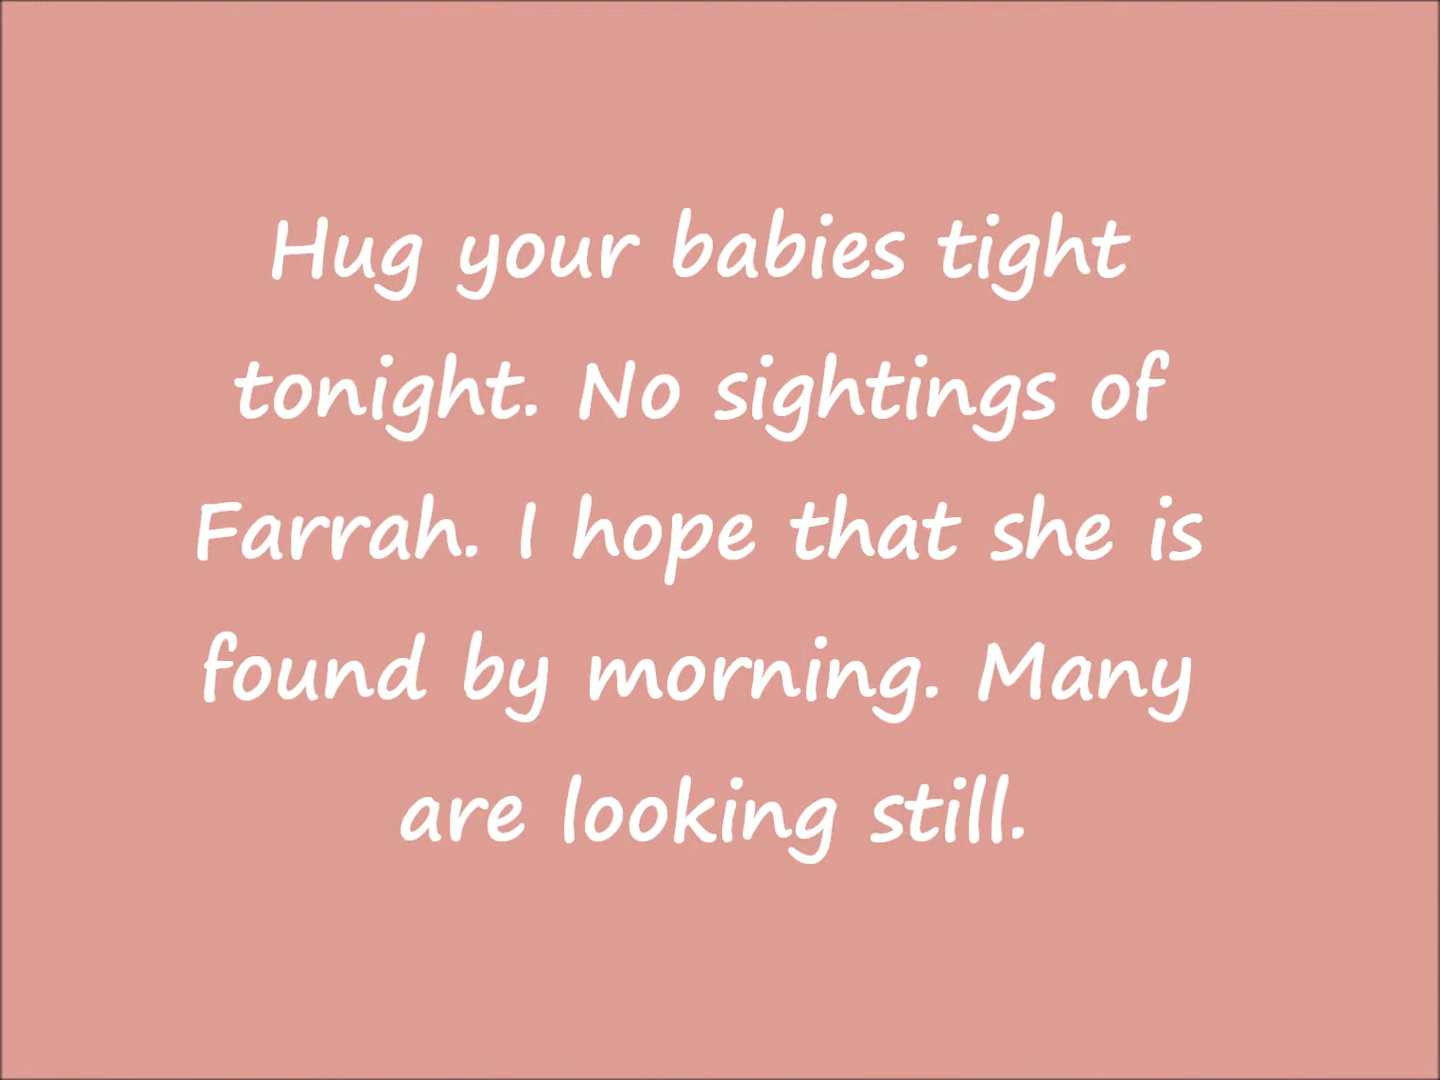 Hug your babies tight
tonight. No sightings of
Farrah. I hope that she is
found by morning. Many
are looking still.